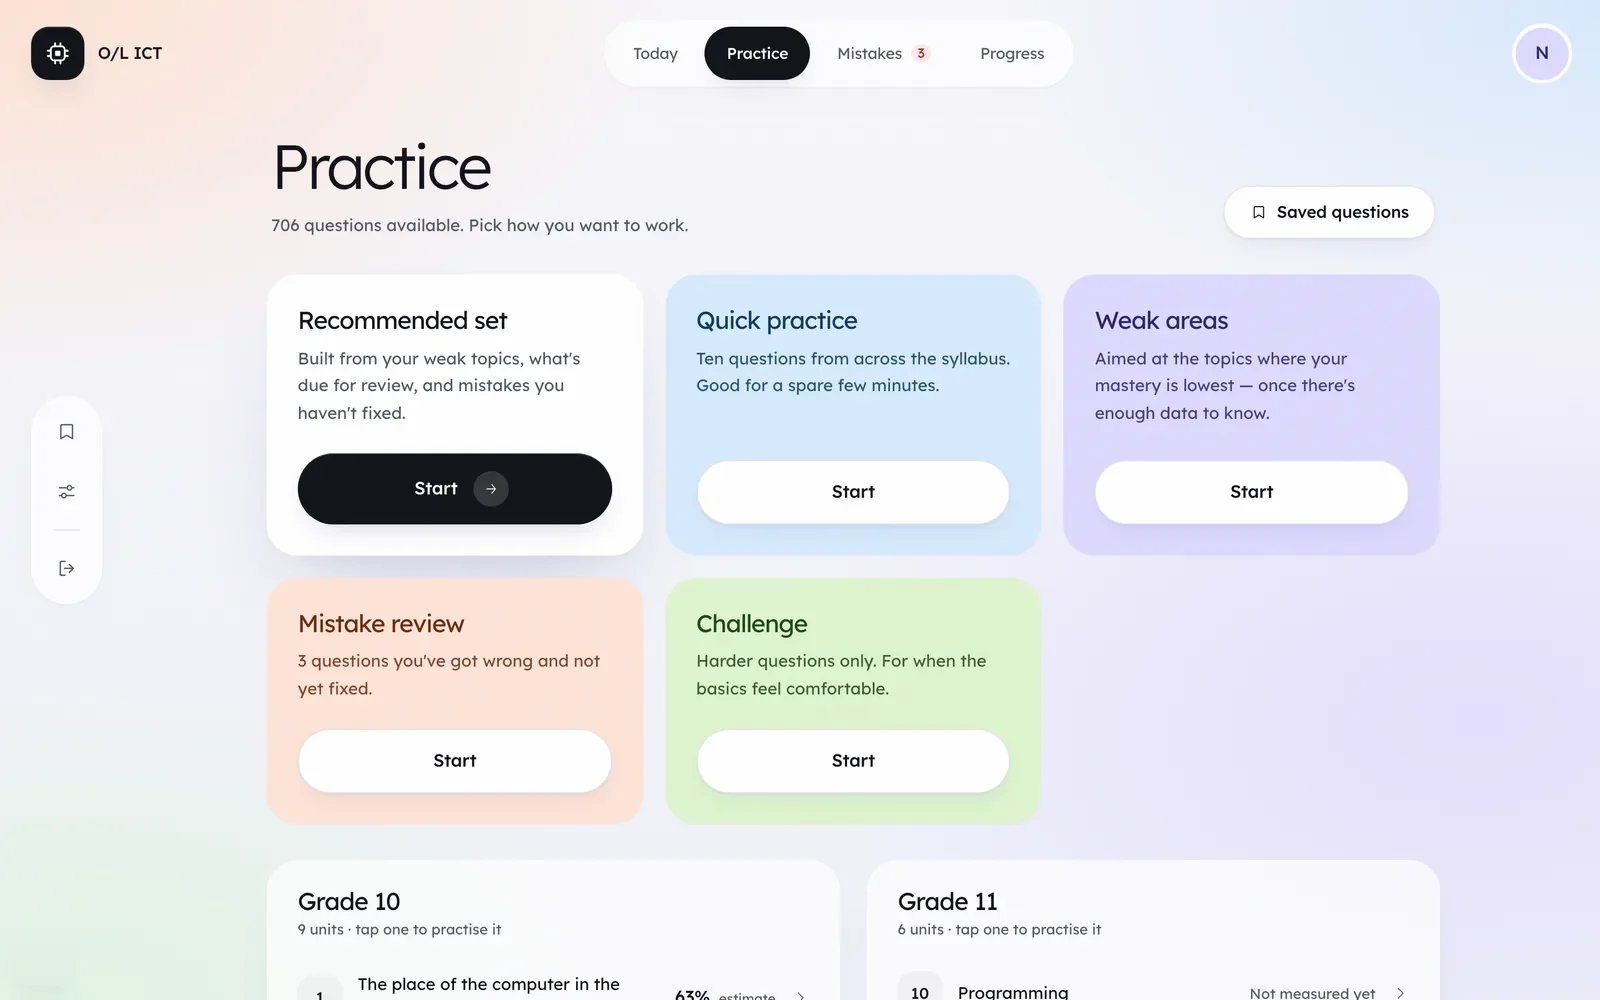 O/L ICT
Today
Practice
Mistakes 3
Progress
N
Practice
706 questions available. Pick how you want to work.
Saved questions
Recommended set
Built from your weak topics, what's
due for review, and mistakes you
haven't fixed.
Start
Quick practice
Ten questions from across the syllabus.
Good for a spare few minutes.
Start
Weak areas
Aimed at the topics where your
mastery is lowest — once there's
enough data to know.
Start
Mistake review
3 questions you've got wrong and not
yet fixed.
Start
Challenge
Harder questions only. For when the
basics feel comfortable.
Start
Grade 10
9 units · tap one to practise it
1
The place of the computer in the
63% estimate
Grade 11
6 units · tap one to practise it
10
Programming
Not measured yet